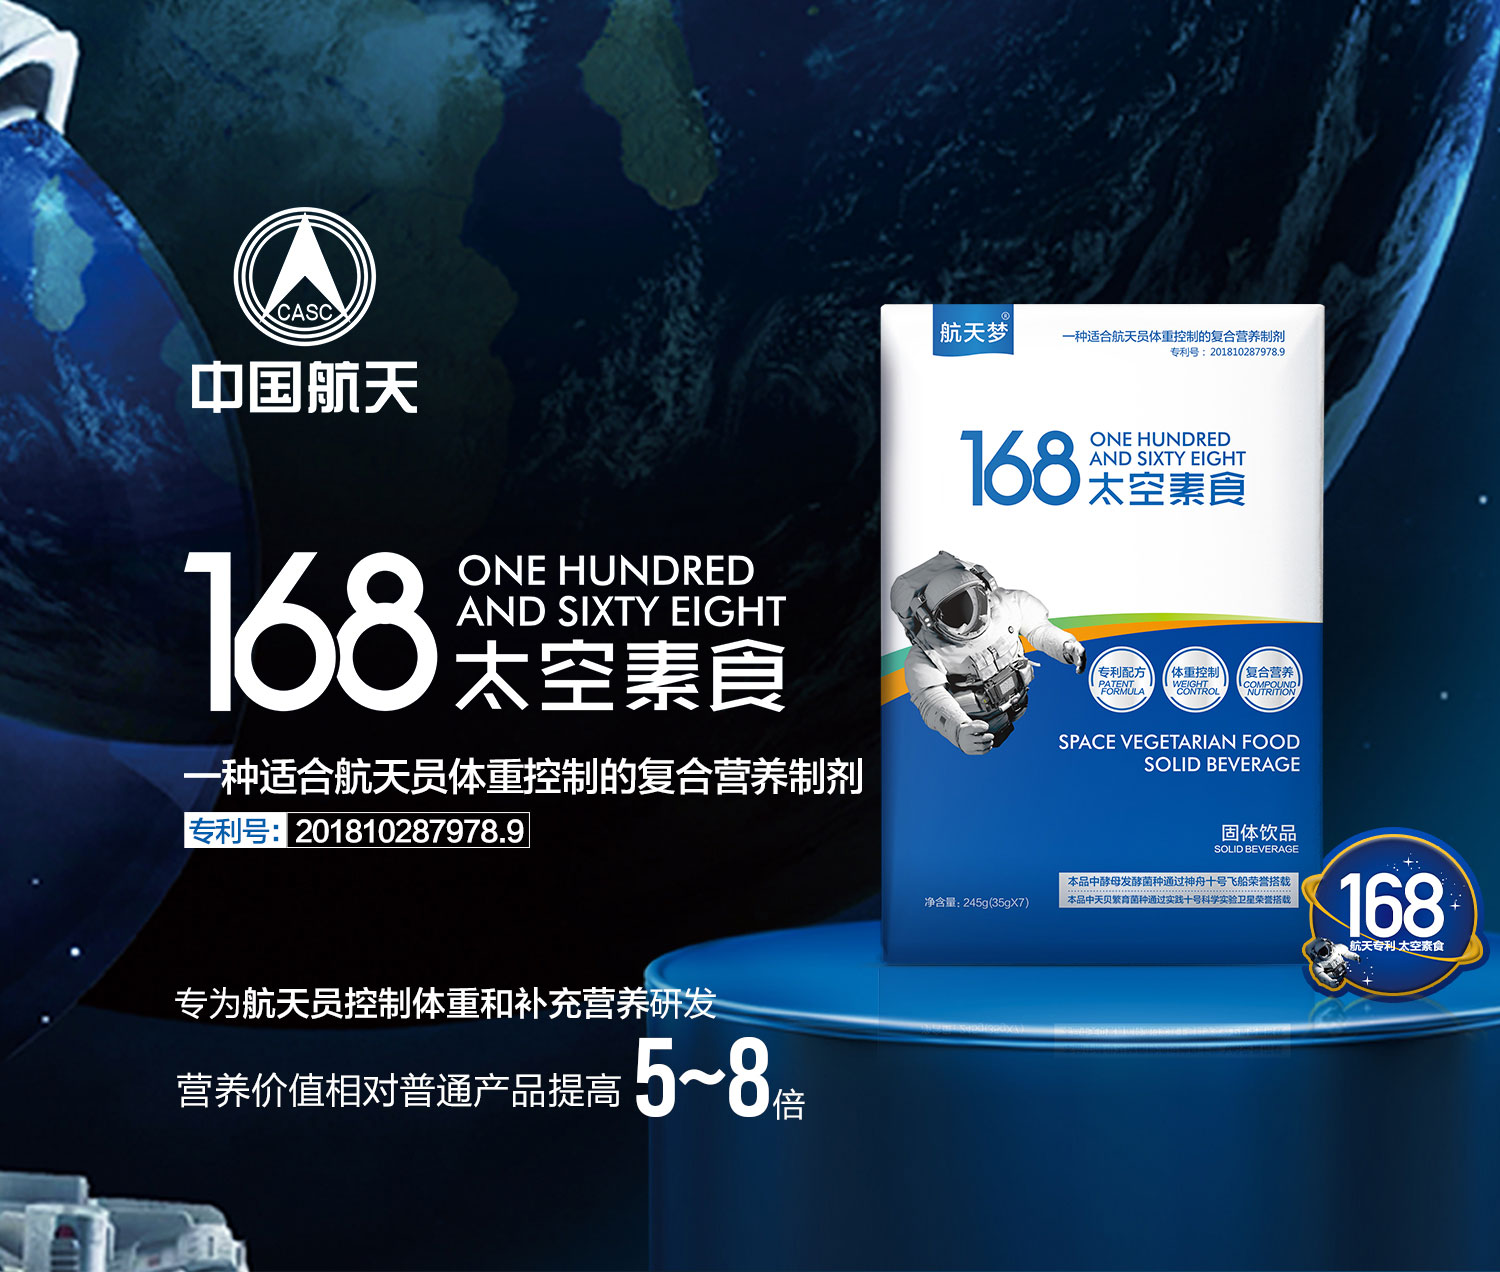 CASC
中国航天
168
ONE HUNDRED
AND SIXTY EIGHT
太空素食
一种适合航天员体重控制的复合营养制剂
专利号： 201810287978.9
专为航天员控制体重和补充营养研发
营养价值相对普通产品提高 5~8倍
航天梦®
一种适合航天员体重控制的复合营养制剂
专利号： 201810287978.9
168
ONE HUNDRED
AND SIXTY EIGHT
太空素食
专利配方
PATENT
FORMULA
体重控制
WEIGHT
CONTROL
复合营养
COMPOUND
NUTRITION
SPACE VEGETARIAN FOOD
SOLID BEVERAGE
固体饮品
SOLID BEVERAGE
本品中酵母发酵菌种通过神舟十号飞船荣誉搭载
本品中天贝繁育菌种通过实践十号科学实验卫星荣誉搭载
净含量：245g(35gX7)
168
航天专利 太空素食